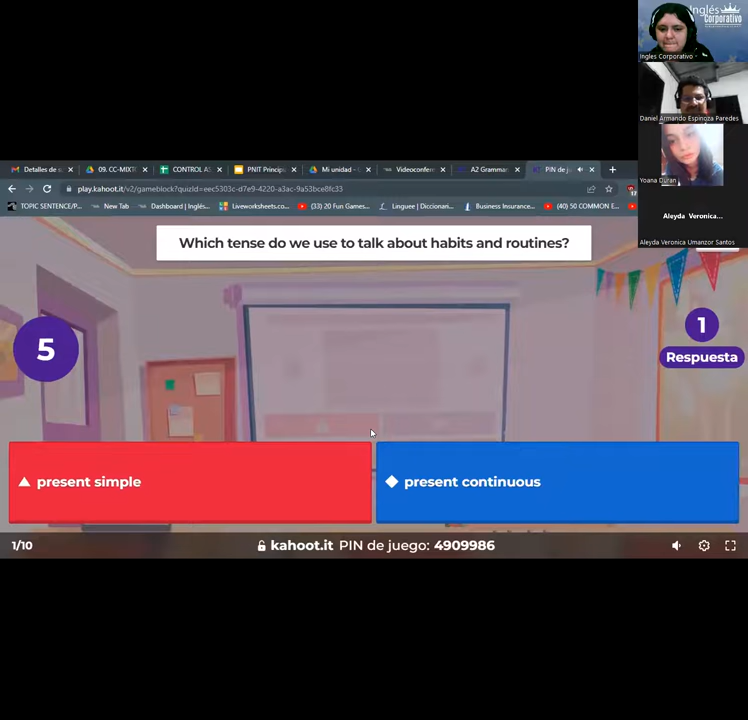 Inglés
Corporativo
Ingles Corporativo -
Daniel Armando Espinoza Paredes
Yoana Duran
Aleyda Veronica...
Aleyda Veronica Umanzor Santos
Detalles de
09. CC-MIXT
CONTROL A
PNIT Princip
Mi unidad -
Videoconfer
A2 Grammar
PIN de
play.kahoot.it/v2/gameblock?quizId=eec5303c-d7e9-4220-a3ac-9a53bce8fc33
TOPIC SENTENCE/P...
New Tab
Dashboard | Inglés...
Liveworksheets.co...
(33) 20 Fun Games...
Linguee | Diccionari...
Business Insurance...
(40) 50 COMMON E...
Which tense do we use to talk about habits and routines?
5
1
Respuesta
present simple
present continuous
1/10
kahoot.it PIN de juego: 4909986